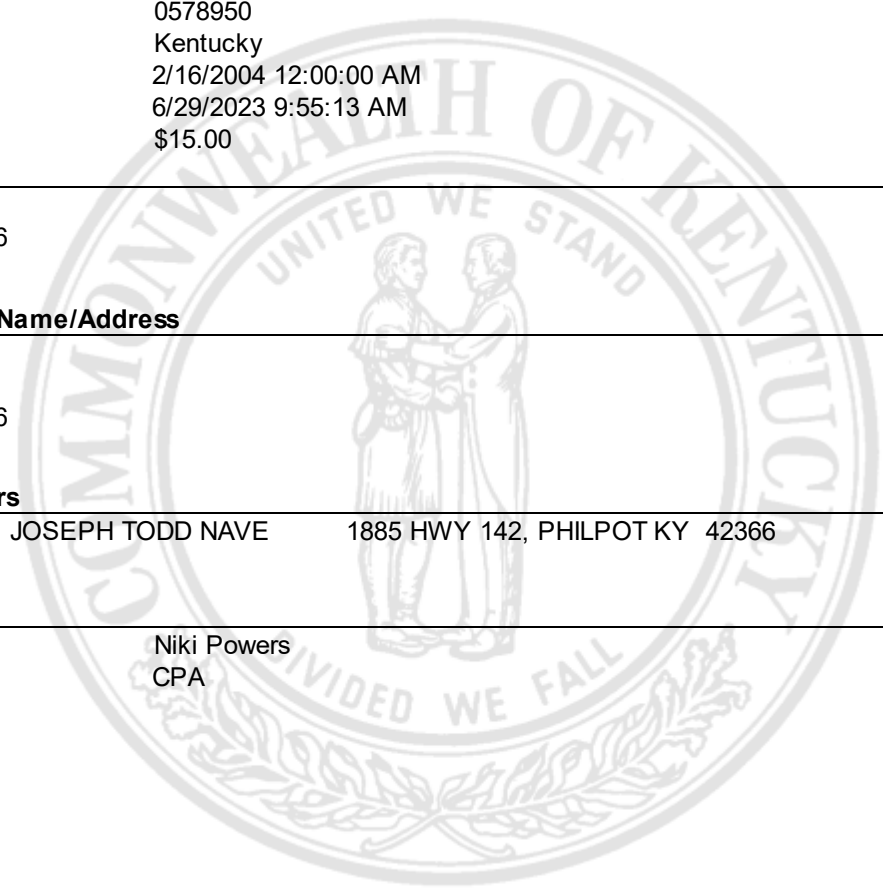 0578950
Kentucky
2/16/2004 12:00:00 AM
6/29/2023 9:55:13 AM
$15.00
6
Name/Address
6
rs
JOSEPH TODD NAVE 1885 HWY 142, PHILPOT KY 42366
Niki Powers
CPA
COMMONWEALTH OF KENTUCKY
UNITED WE STAND
DIVIDED WE FALL